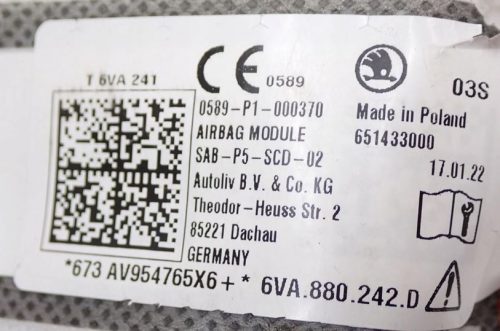 T 6VA 241
CE 0589
03S
0589-P1-000370
AIRBAG MODULE
SAB-P5-SCD-02
Autoliv B.V. & Co. KG
Theodor-Heuss Str. 2
85221 Dachau
GERMANY
Made in Poland
651433000
17.01.22
*673 AV954765X6+* 6VA.880.242.D